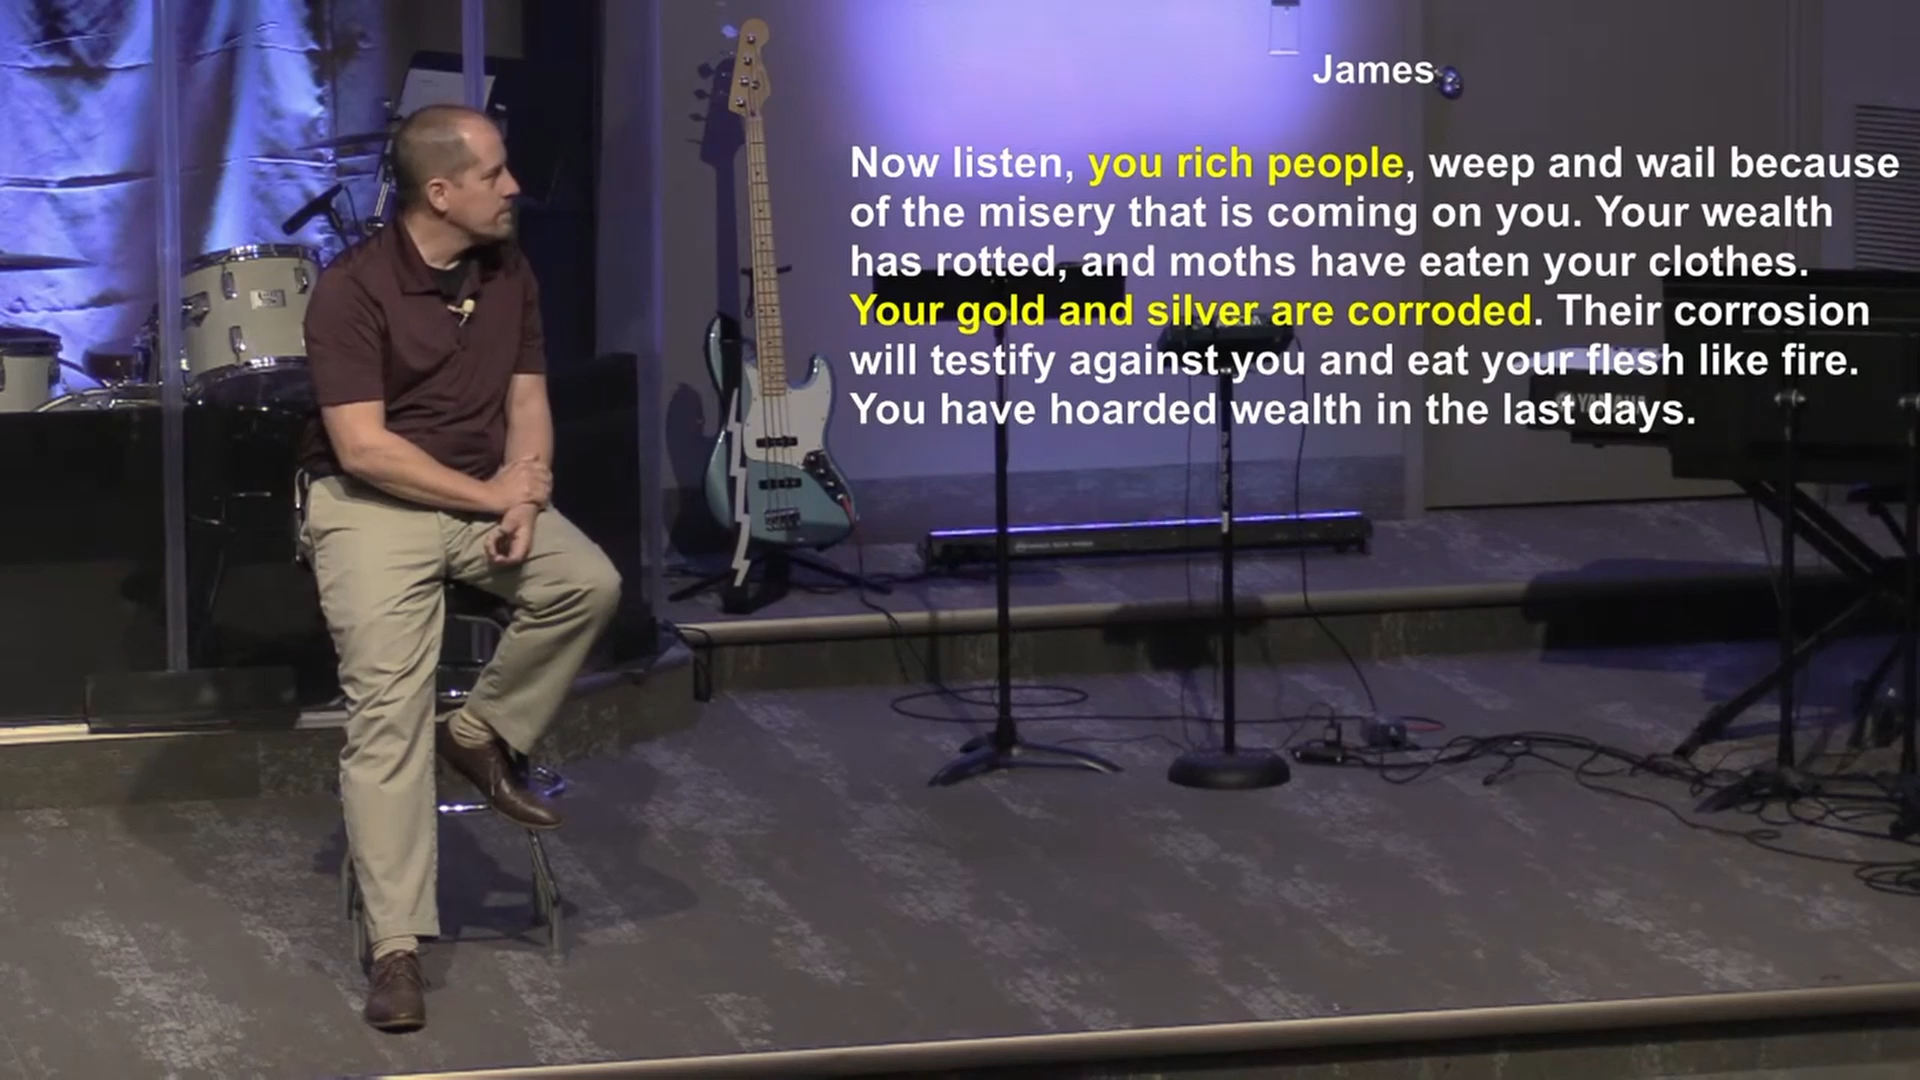 James
Now listen, you rich people, weep and wail because
of the misery that is coming on you. Your wealth
has rotted, and moths have eaten your clothes.
Your gold and silver are corroded. Their corrosion
will testify against you and eat your flesh like fire.
You have hoarded wealth in the last days.
YAMAHA